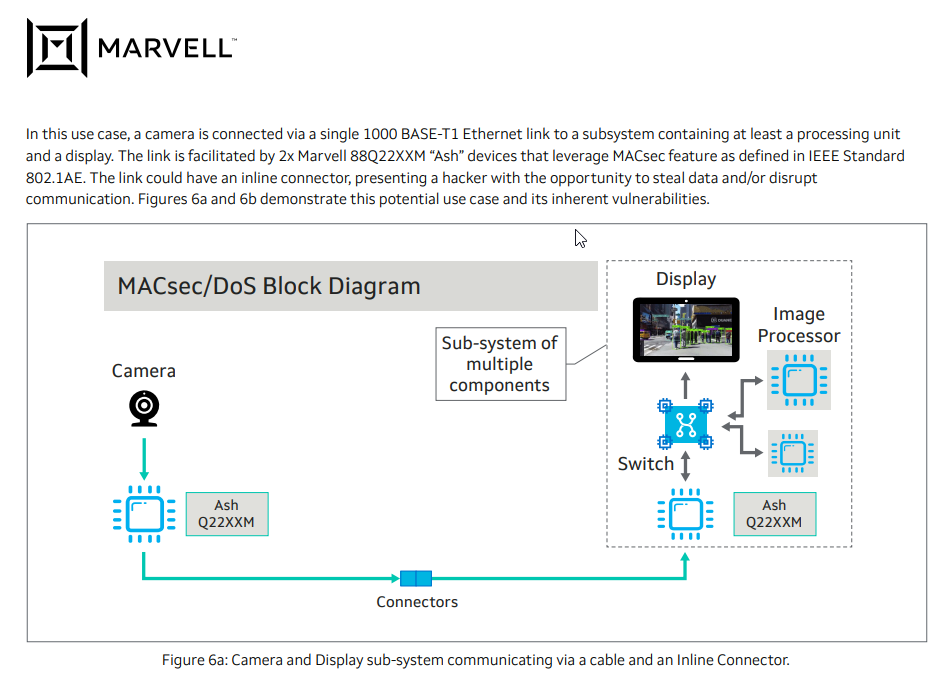 MARVELL™
In this use case, a camera is connected via a single 1000 BASE-T1 Ethernet link to a subsystem containing at least a processing unit
and a display. The link is facilitated by 2x Marvell 88Q22XXM “Ash” devices that leverage MACsec feature as defined in IEEE Standard
802.1AE. The link could have an inline connector, presenting a hacker with the opportunity to steal data and/or disrupt
communication. Figures 6a and 6b demonstrate this potential use case and its inherent vulnerabilities.
MACsec/DoS Block Diagram
Display
Image
Processor
Sub-system of
multiple
components
Camera
Switch
Ash
Q22XXM
Ash
Q22XXM
Connectors
Figure 6a: Camera and Display sub-system communicating via a cable and an Inline Connector.